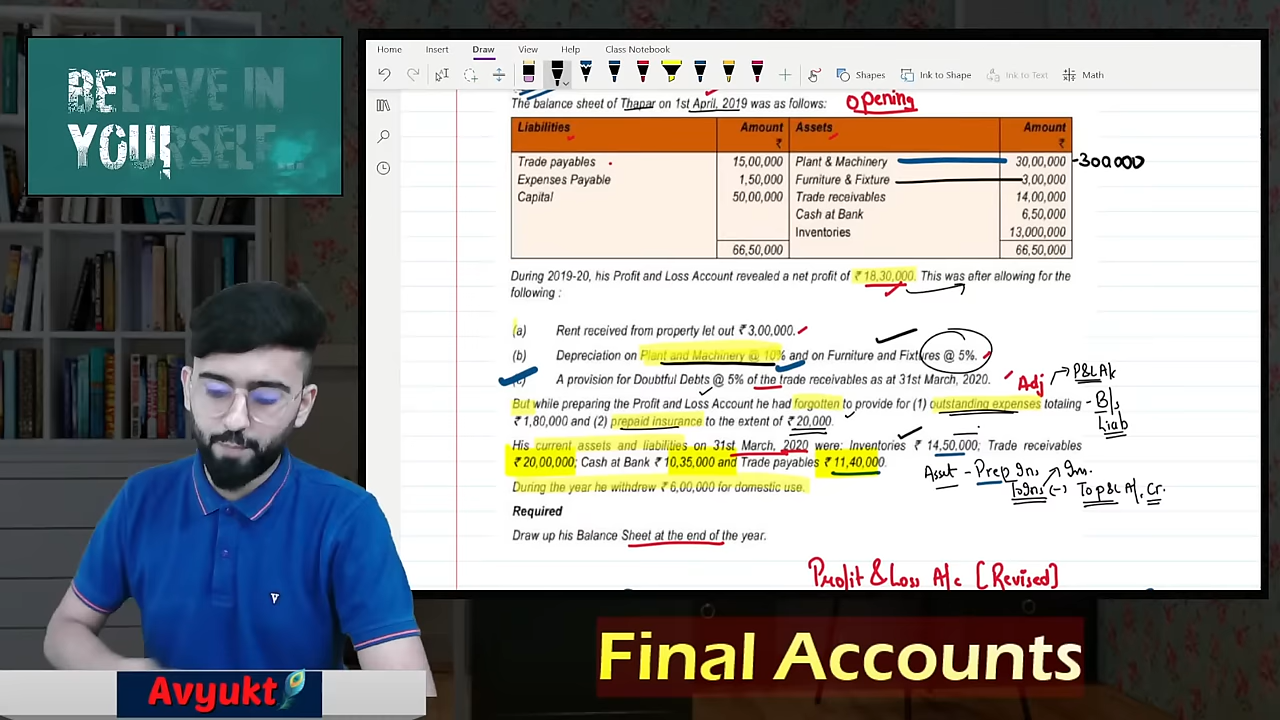 BELIEVE IN
YOURSELF...
Home Insert Draw View Help Class Notebook
Shapes Ink to Shape Ink to Text Math
The balance sheet of Thapar on 1st April, 2019 was as follows: Opening
Liabilities Amount ₹ Assets Amount ₹
Trade payables 15,00,000 Plant & Machinery 30,00,000 -300000
Expenses Payable 1,50,000 Furniture & Fixture 3,00,000
Capital 50,00,000 Trade receivables 14,00,000
Cash at Bank 6,50,000
Inventories 13,000,000
66,50,000 66,50,000
During 2019-20, his Profit and Loss Account revealed a net profit of ₹ 18,30,000. This was after allowing for the
following :
(a) Rent received from property let out ₹ 3,00,000.
(b) Depreciation on Plant and Machinery @ 10% and on Furniture and Fixtures @ 5%.
A provision for Doubtful Debts @ 5% of the trade receivables as at 31st March, 2020. Adj P&L A/c
But while preparing the Profit and Loss Account he had forgotten to provide for (1) outstanding expenses totaling - B/s
₹ 1,80,000 and (2) prepaid insurance to the extent of ₹ 20,000. Liab
His current assets and liabilities on 31st March, 2020 were: Inventories ₹ 14,50,000; Trade receivables
₹ 20,00,000; Cash at Bank ₹ 10,35,000 and Trade payables ₹ 11,40,000. Asset - Prep Ins
During the year he withdrew ₹ 6,00,000 for domestic use. To Ins (-) To P&L A/c Cr.
Required
Draw up his Balance Sheet at the end of the year.
Profit & Loss A/c [Revised]
Final Accounts
Avyukt